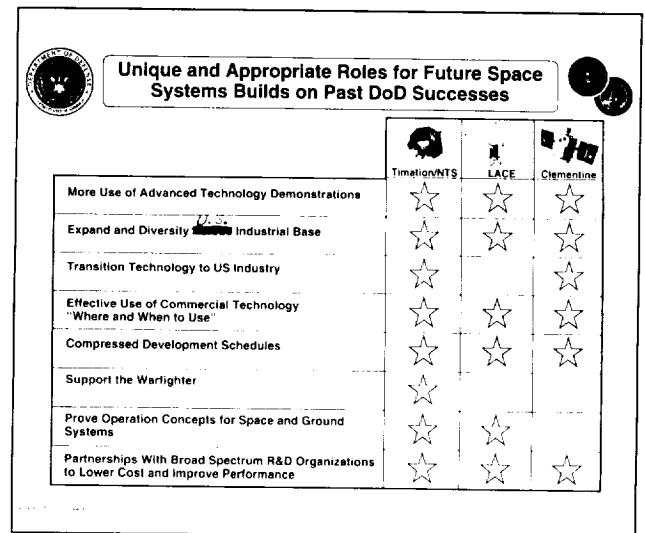 Unique and Appropriate Roles for Future Space
Systems Builds on Past DoD Successes
Timation/NTS LACE Clementine
More Use of Advanced Technology Demonstrations
U.S.
Expand and Diversity Industrial Base
Transition Technology to US Industry
Effective Use of Commercial Technology
"Where and When to Use"
Compressed Development Schedules
Support the Warfighter
Prove Operation Concepts for Space and Ground
Systems
Partnerships With Broad Spectrum R&D Organizations
to Lower Cost and Improve Performance